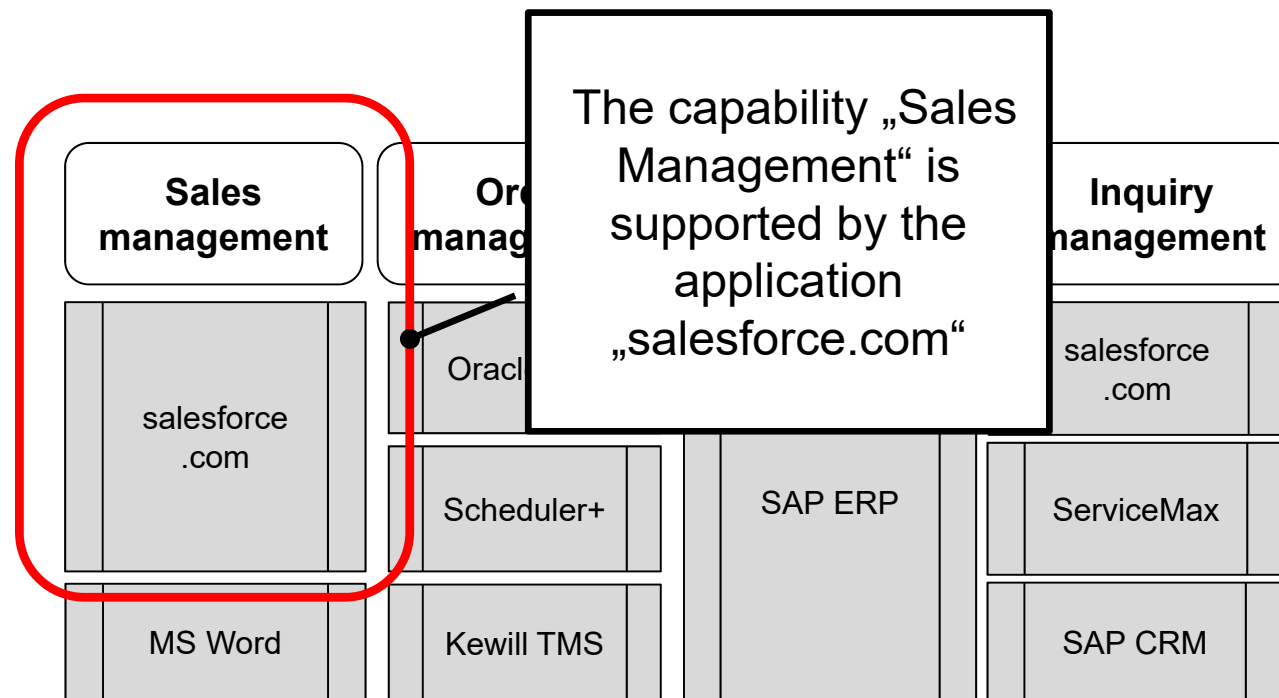 The capability „Sales
Management“ is
supported by the
application
„salesforce.com“
Sales
management
Inquiry
management
salesforce
.com
MS Word
Scheduler+
Kewill TMS
SAP ERP
salesforce
.com
ServiceMax
SAP CRM